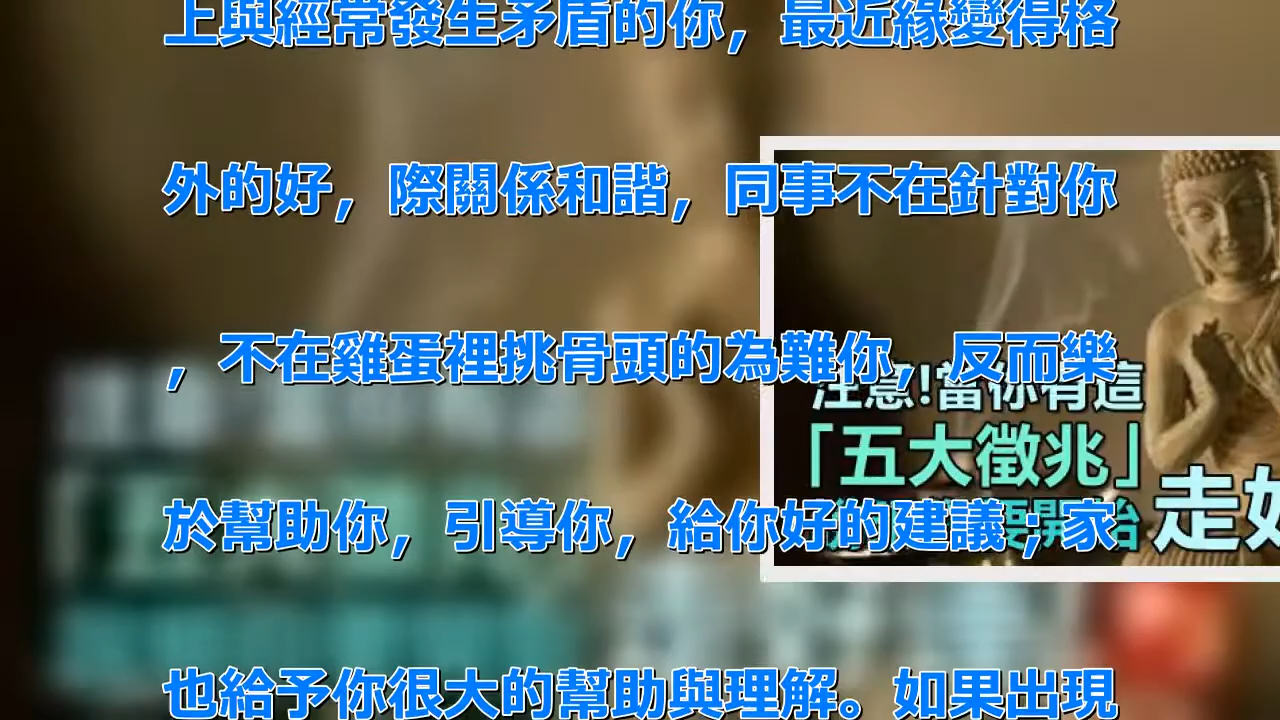 上與經常發生矛盾的你，最近緣變得格
外的好，際關係和諧，同事不在針對你
，不在雞蛋裡挑骨頭的為難你，反而樂
於幫助你，引導你，給你好的建議；家
也給予你很大的幫助與理解。如果出現
注意!當你有這
「五大徵兆」
要開始
走